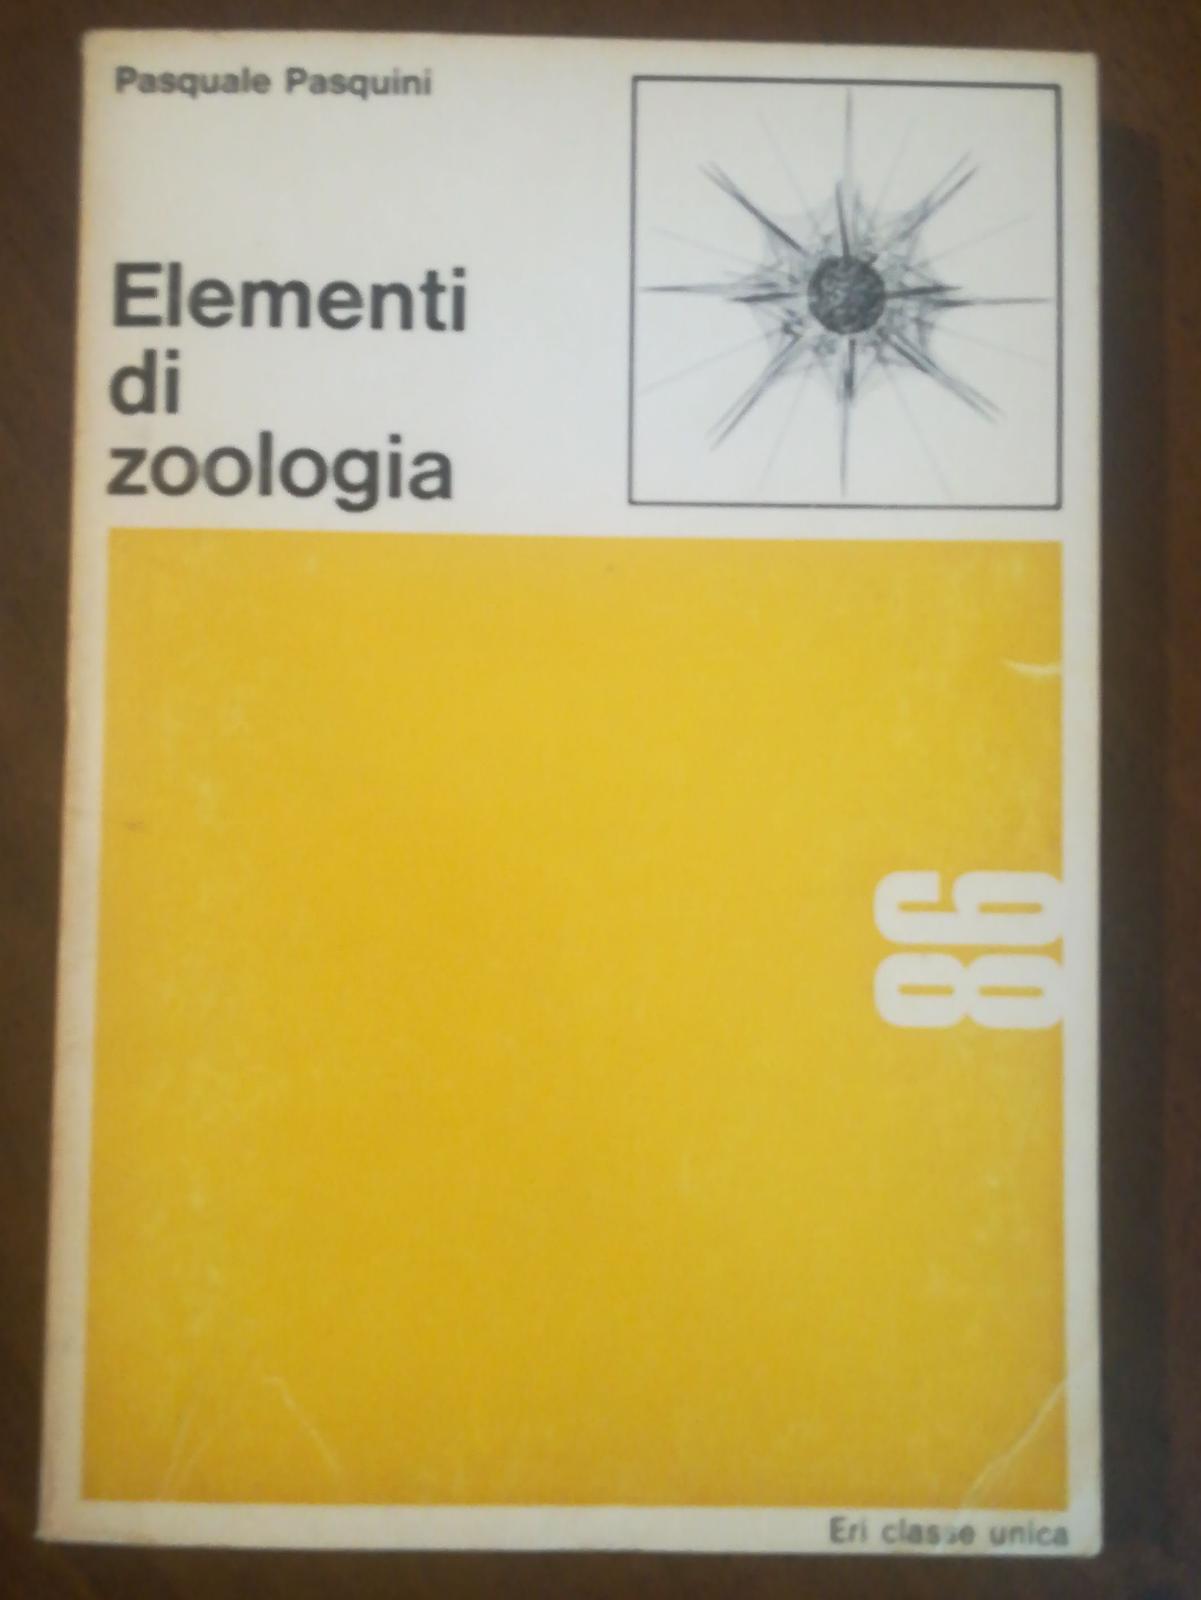 Pasquale Pasquini
Elementi
di
zoologia
86
Eri classe unica